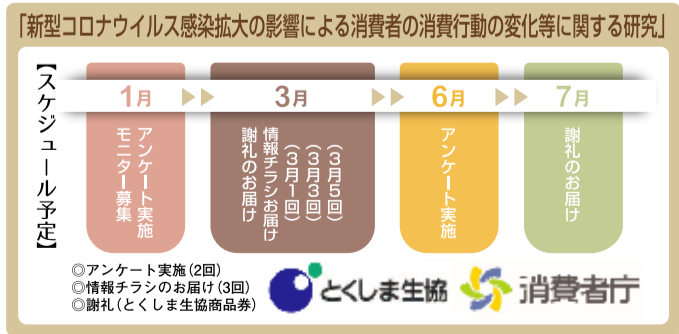 「新型コロナウイルス感染拡大の影響による消費者の消費行動の変化等に関する研究」
【スケジュール予定】
1月
3月
6月
7月
アンケート実施
モニター募集
(3月5回)
(3月3回)
(3月1回)
情報チラシお届け
謝礼のお届け
アンケート実施
謝礼のお届け
◎アンケート実施(2回)
◎情報チラシのお届け(3回)
◎謝礼(とくしま生協商品券)
とくしま生協
消費者庁